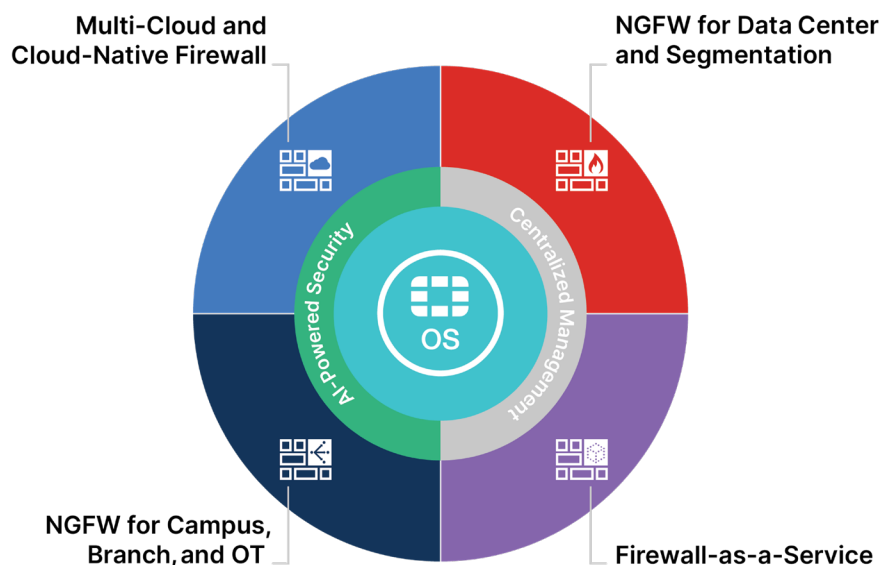 Multi-Cloud and
Cloud-Native Firewall
NGFW for Data Center
and Segmentation
AI-Powered Security
Centralized Management
OS
NGFW for Campus,
Branch, and OT
Firewall-as-a-Service